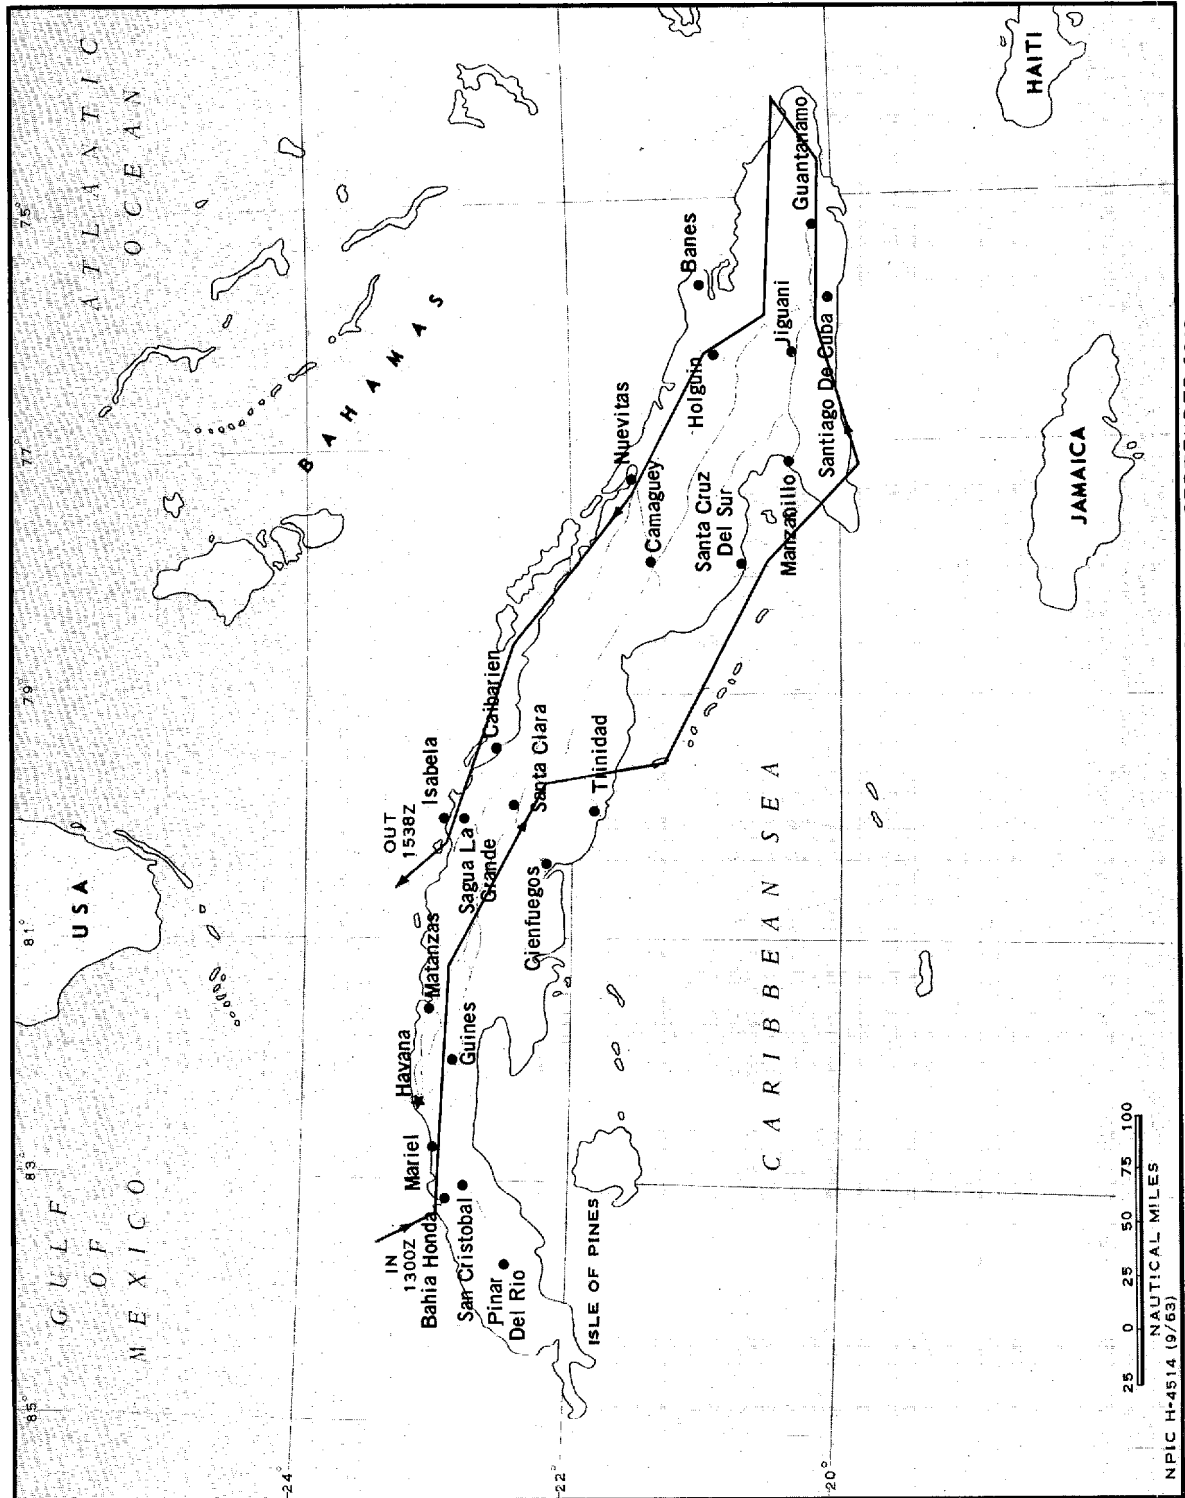 85°
83
81°
79°
77°
75°
GULF
OF
MEXICO
USA
ATLANTIC
OCEAN
BAHAMAS
24°
22
20°
IN
1300Z
OUT
1538Z
Bahia Honda
Mariel
Havana
Matanzas
San Cristobal
Pinar
Del Rio
Guines
Isabela
Sagua La
Grande
Caibarien
Santa Clara
Cienfuegos
Trinidad
Nuevitas
Camaguey
Santa Cruz
Del Sur
Holguin
Banes
Manzanillo
Jiguani
Santiago De Cuba
Guantanamo
ISLE OF PINES
CARIBBEAN SEA
JAMAICA
HAITI
25 0 25 50 75 100
NAUTICAL MILES
NPIC H-4514 (9/63)